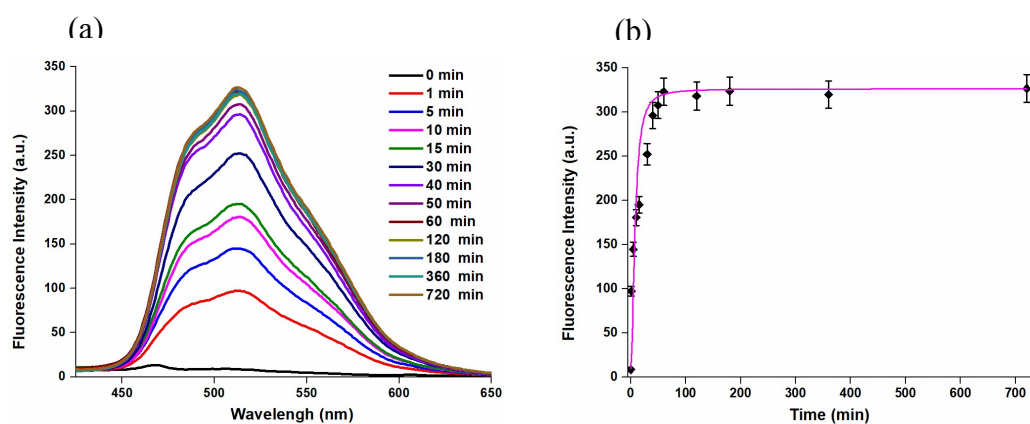 (a)
(b)
350
300
250
200
150
100
50
0
Fluorescence Intensity (a.u.)
450
500
550
600
650
Wavelengh (nm)
0 min
1 min
5 min
10 min
15 min
30 min
40 min
50 min
60 min
120 min
180 min
360 min
720 min
350
300
250
200
150
100
50
0
Fluorescence Intensity (a.u.)
0
100
200
300
400
500
600
700
Time (min)